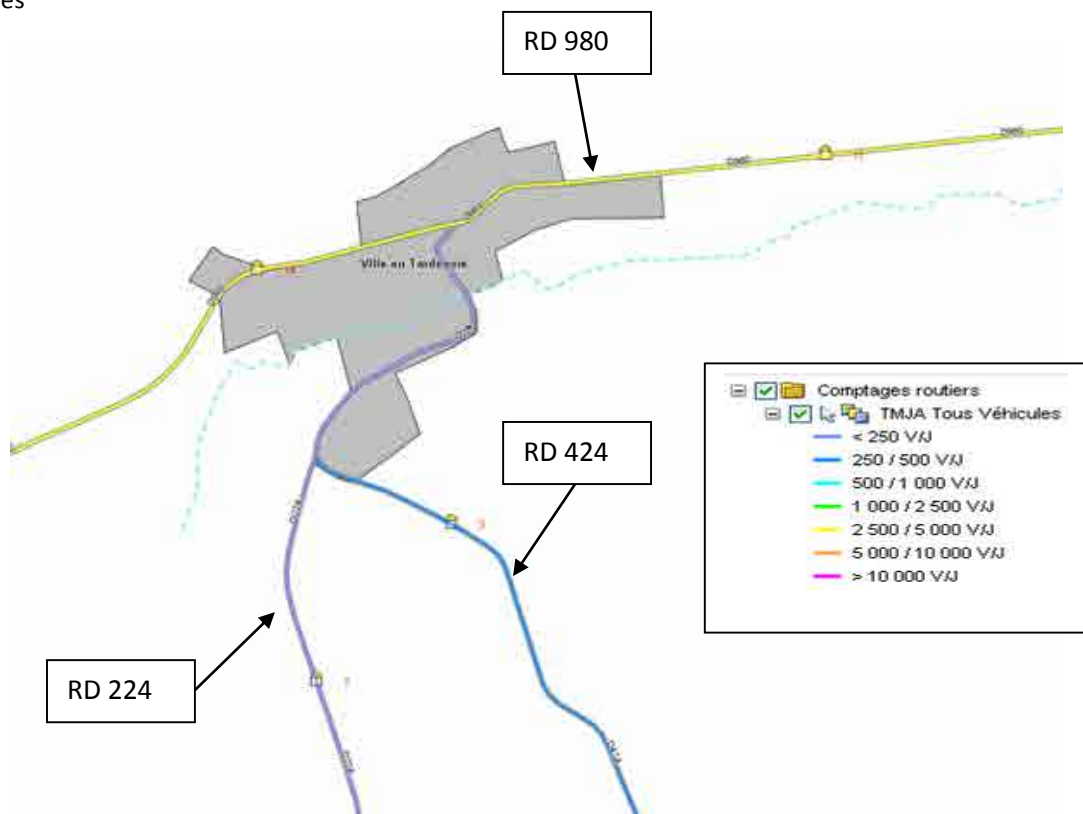 es
RD 980
Ville en Tardenois
RD 424
RD 224
Comptages routiers
TMJA Tous Véhicules
< 250 V/J
250 / 500 V/J
500 / 1 000 V/J
1 000 / 2 500 V/J
2 500 / 5 000 V/J
5 000 / 10 000 V/J
> 10 000 V/J